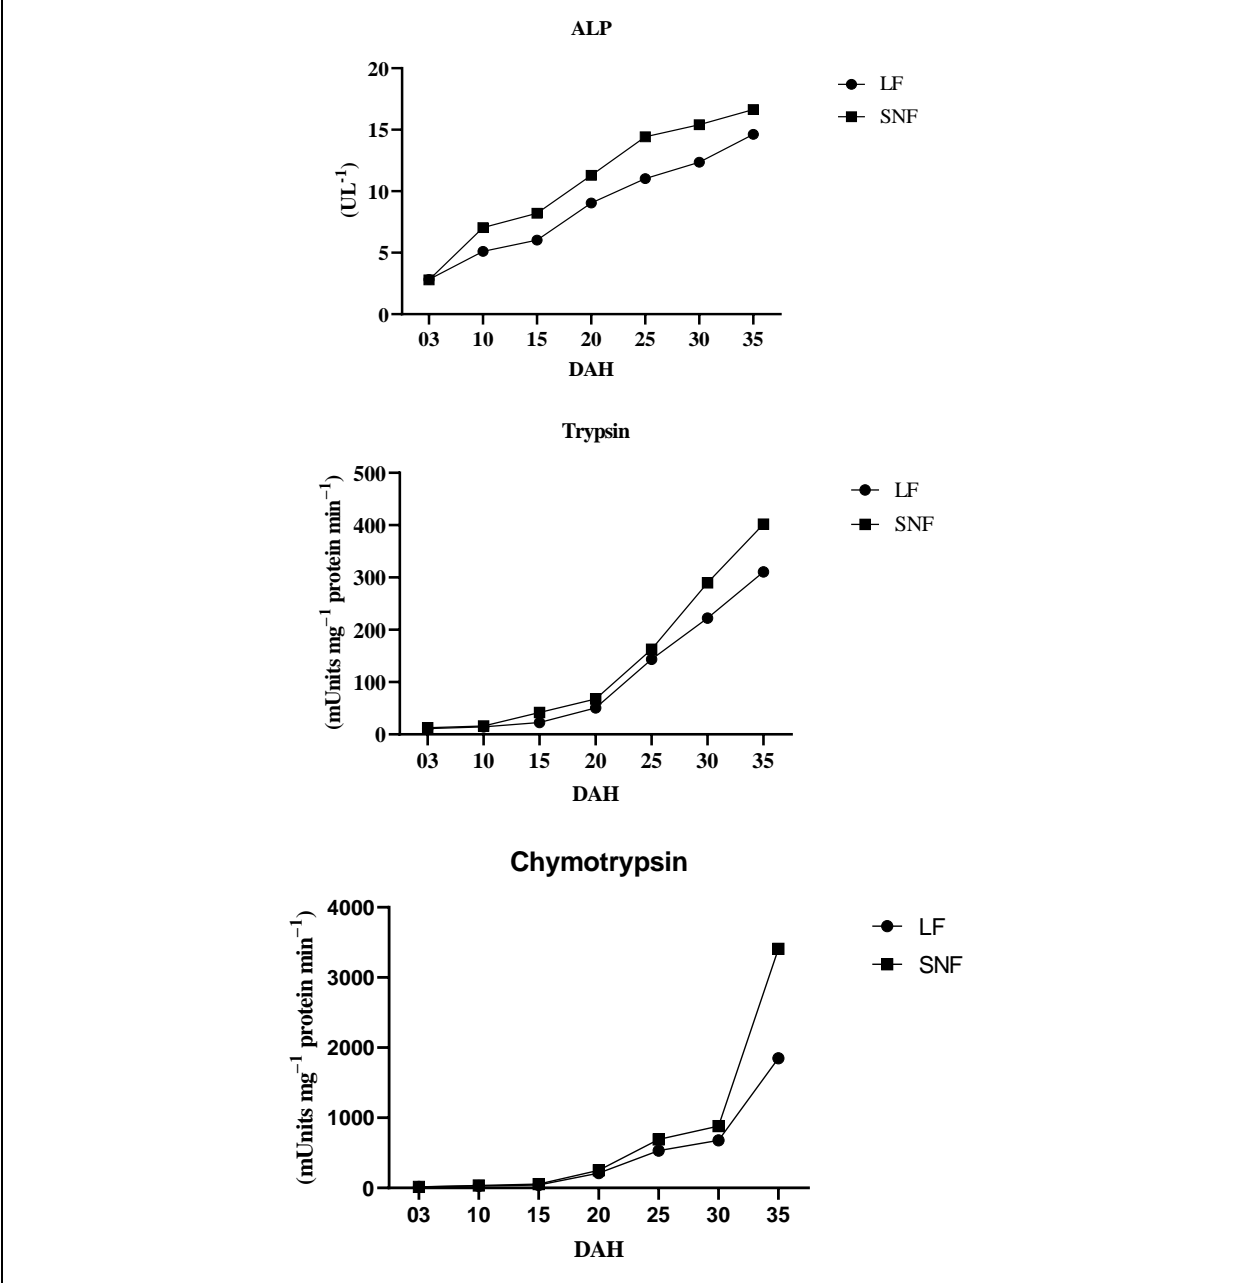 ALP
20
15
10
5
0
(UL⁻¹)
03 10 15 20 25 30 35
DAH
LF
SNF
Trypsin
500
400
300
200
100
0
(mUnits mg⁻¹ protein min⁻¹)
03 10 15 20 25 30 35
DAH
LF
SNF
Chymotrypsin
4000
3000
2000
1000
0
(mUnits mg⁻¹ protein min⁻¹)
03 10 15 20 25 30 35
DAH
LF
SNF